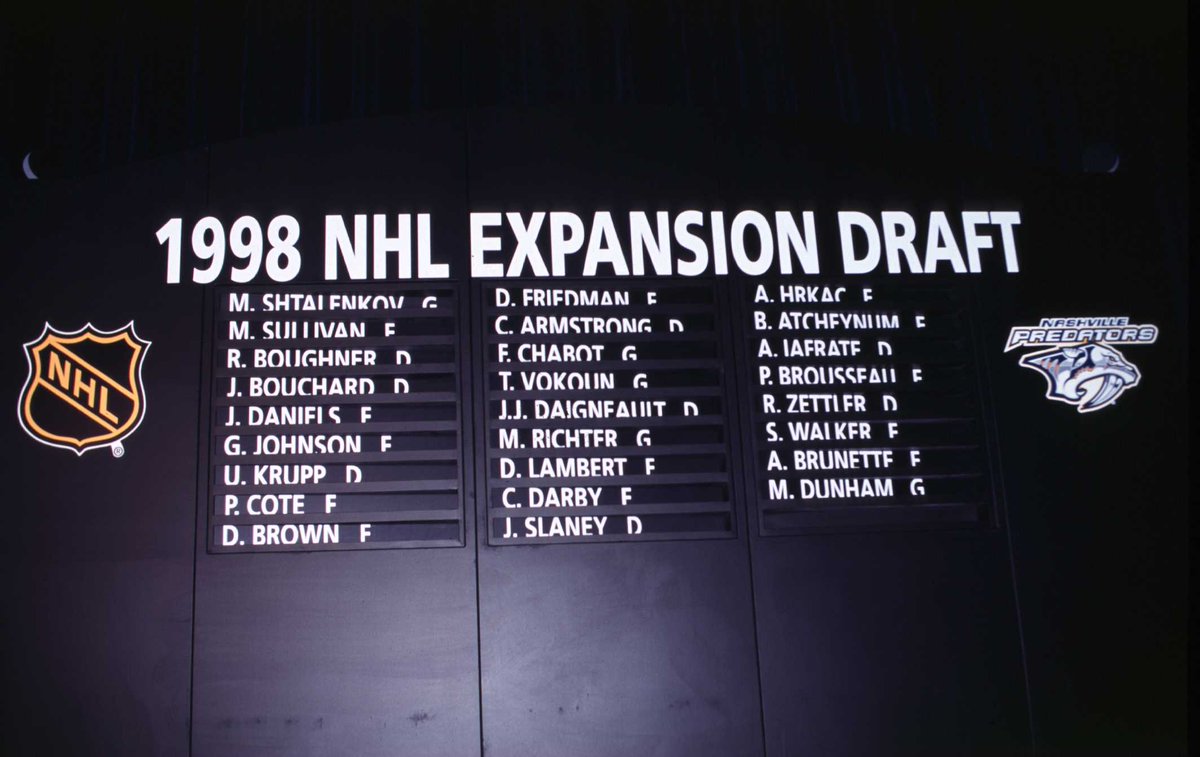 1998 NHL EXPANSION DRAFT
M. SHTALENKOV G
M. SULLIVAN F
R. BOUGHNER D
J. BOUCHARD D
J. DANIELS F
G. JOHNSON F
U. KRUPP D
P. COTE F
D. BROWN F
D. FRIEDMAN F
C. ARMSTRONG D
F. CHABOT G
T. VOKOUN G
J.J. DAIGNEAULT D
M. RICHTER G
D. LAMBERT F
C. DARBY F
J. SLANEY D
A. HRKAC F
B. ATCHEYNUM F
A. IAFRATE D
P. BROUSSEAU F
R. ZETTLER D
S. WALKER F
A. BRUNETTE F
M. DUNHAM G
NHL
®
NASHVILLE
PREDATORS